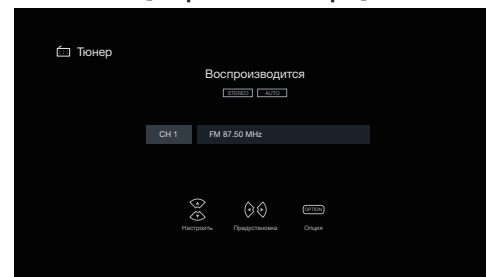 Тюнер
Воспроизводится
STEREO AUTO
CH 1 FM 87.50 MHz
OPTION
Настроить Предустановка Опция